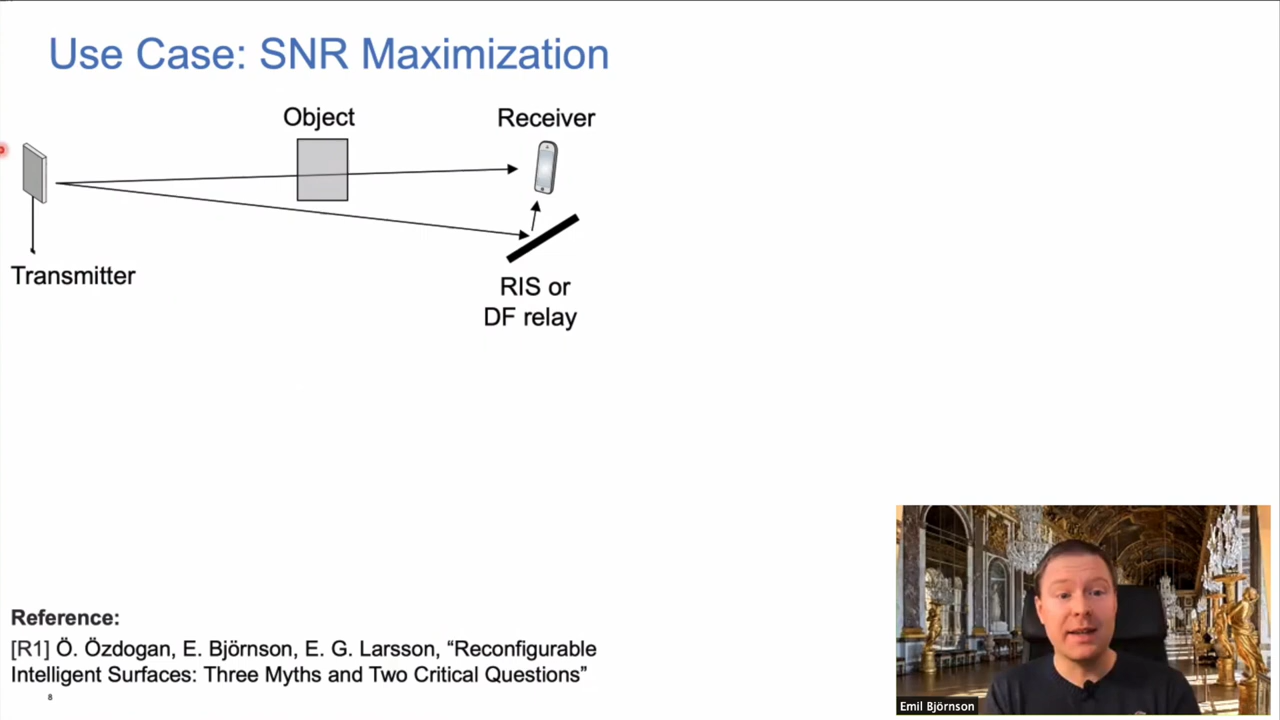 Use Case: SNR Maximization
Object
Receiver
Transmitter
RIS or
DF relay
Reference:
[R1] Ö. Özdogan, E. Björnson, E. G. Larsson, “Reconfigurable
Intelligent Surfaces: Three Myths and Two Critical Questions”
8
Emil Björnson